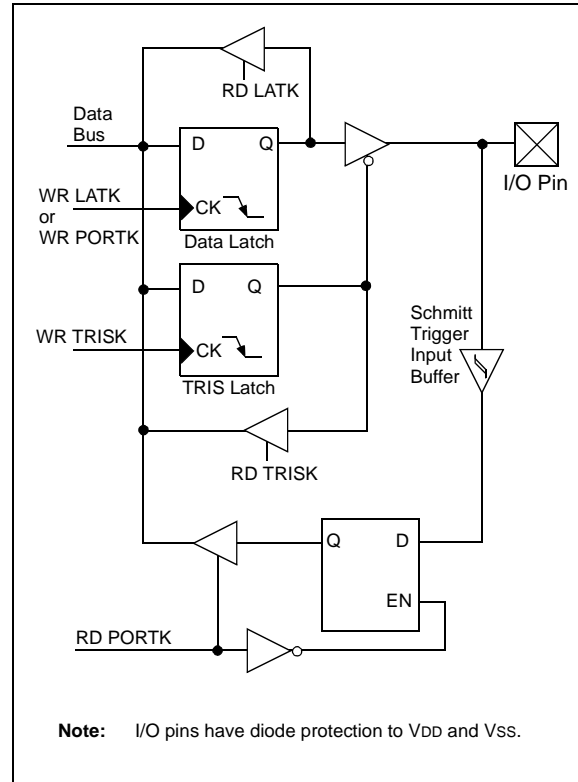 RD LATK
Data
Bus
D Q
I/O Pin
WR LATK
or
WR PORTK
CK
Data Latch
D Q
Schmitt
Trigger
Input
Buffer
WR TRISK
CK
TRIS Latch
RD TRISK
Q D
EN
RD PORTK
Note: I/O pins have diode protection to VDD and VSS.